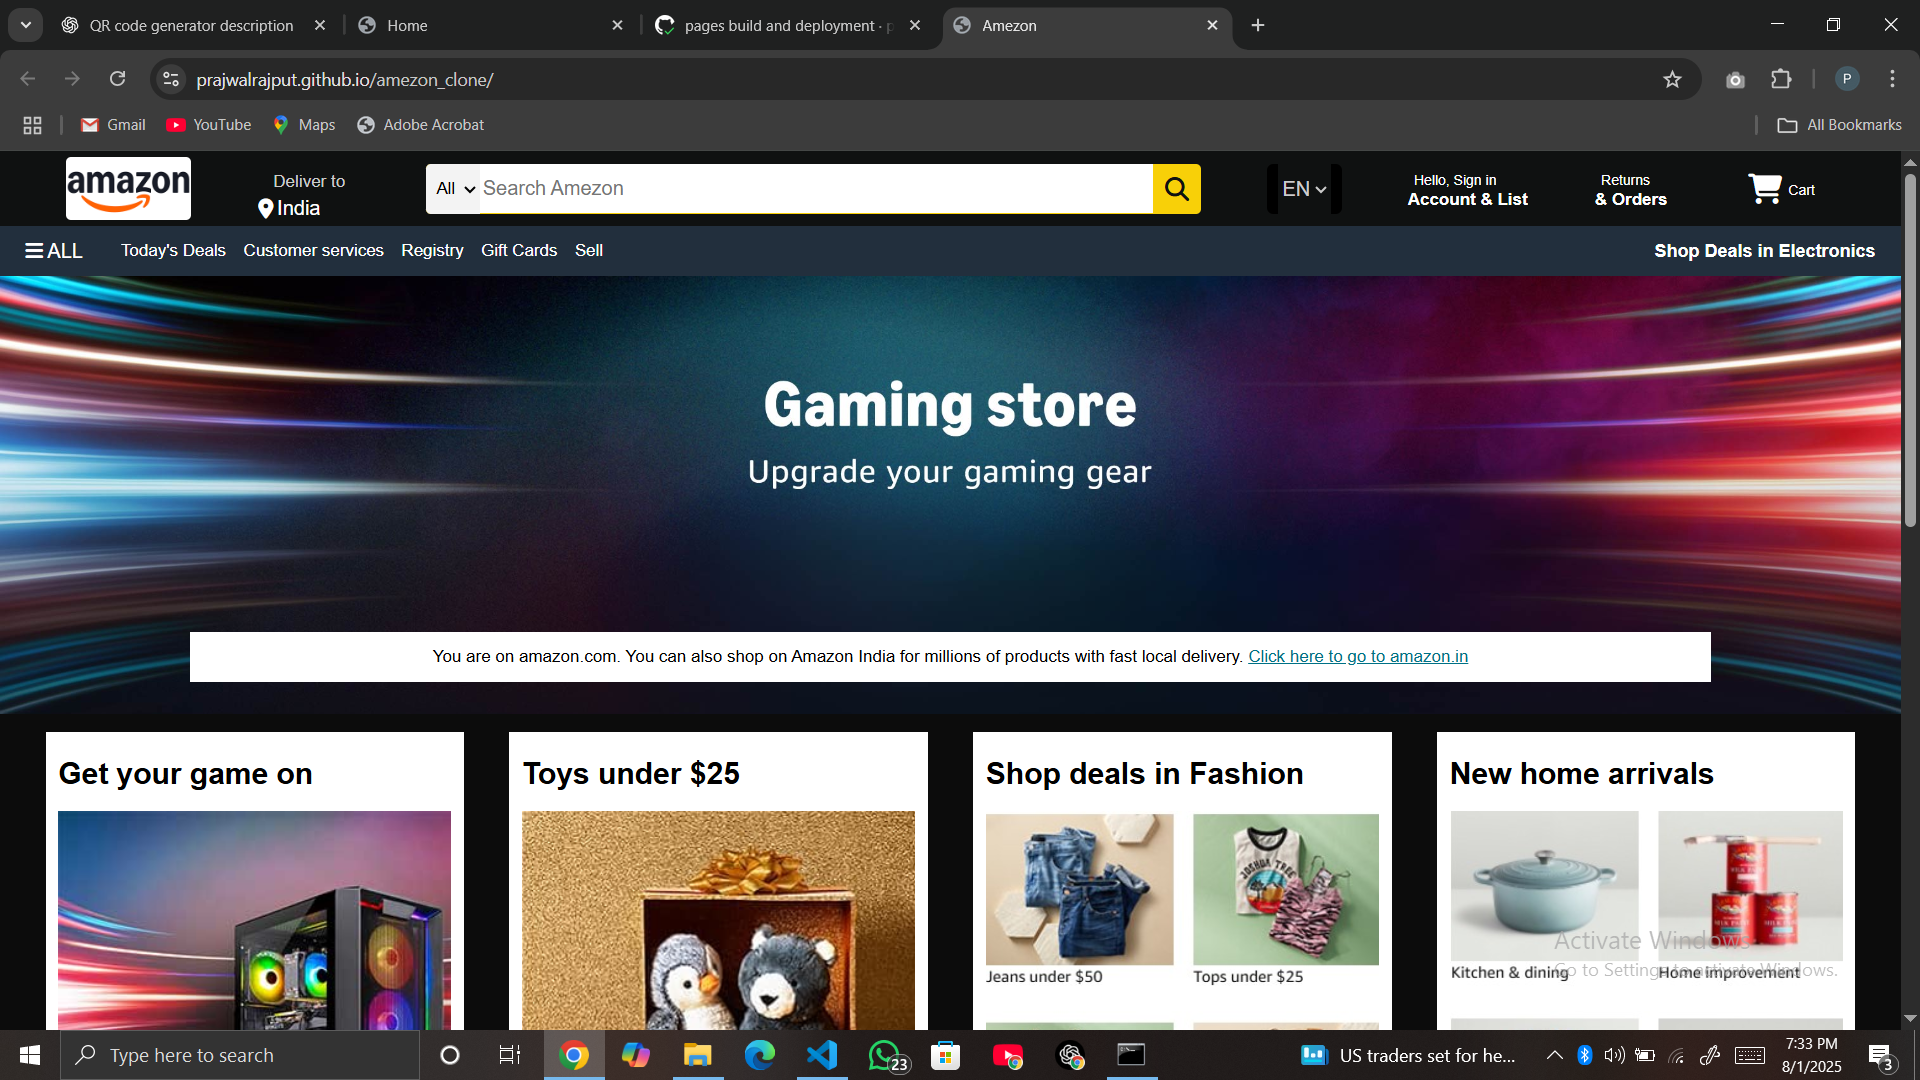 QR code generator description
Home
pages build and deployment · p
Amezon
prajwalrajput.github.io/amezon_clone/
P
Gmail
YouTube
Maps
Adobe Acrobat
All Bookmarks
amazon
Deliver to
India
All
Search Amezon
EN
Hello, Sign in
Account & List
Returns
& Orders
Cart
ALL
Today's Deals
Customer services
Registry
Gift Cards
Sell
Shop Deals in Electronics
Gaming store
Upgrade your gaming gear
You are on amazon.com. You can also shop on Amazon India for millions of products with fast local delivery. Click here to go to amazon.in
Get your game on
Toys under $25
Shop deals in Fashion
New home arrivals
JOSHUA TREE
Jeans under $50
Tops under $25
Kitchen & dining
Home improvement
Activate Windows
Go to Settings to activate Windows.
Type here to search
23
US traders set for he...
7:33 PM
8/1/2025
3